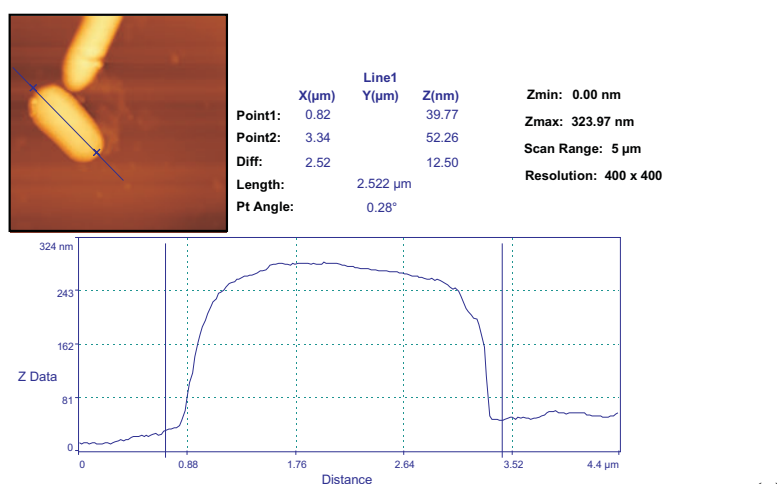 Line1
X(µm) Y(µm) Z(nm)
Point1: 0.82 39.77
Point2: 3.34 52.26
Diff: 2.52 12.50
Length: 2.522 µm
Pt Angle: 0.28°
Zmin: 0.00 nm
Zmax: 323.97 nm
Scan Range: 5 µm
Resolution: 400 x 400
324 nm
243
162
Z Data
81
0
0 0.88 1.76 2.64 3.52 4.4 µm
Distance